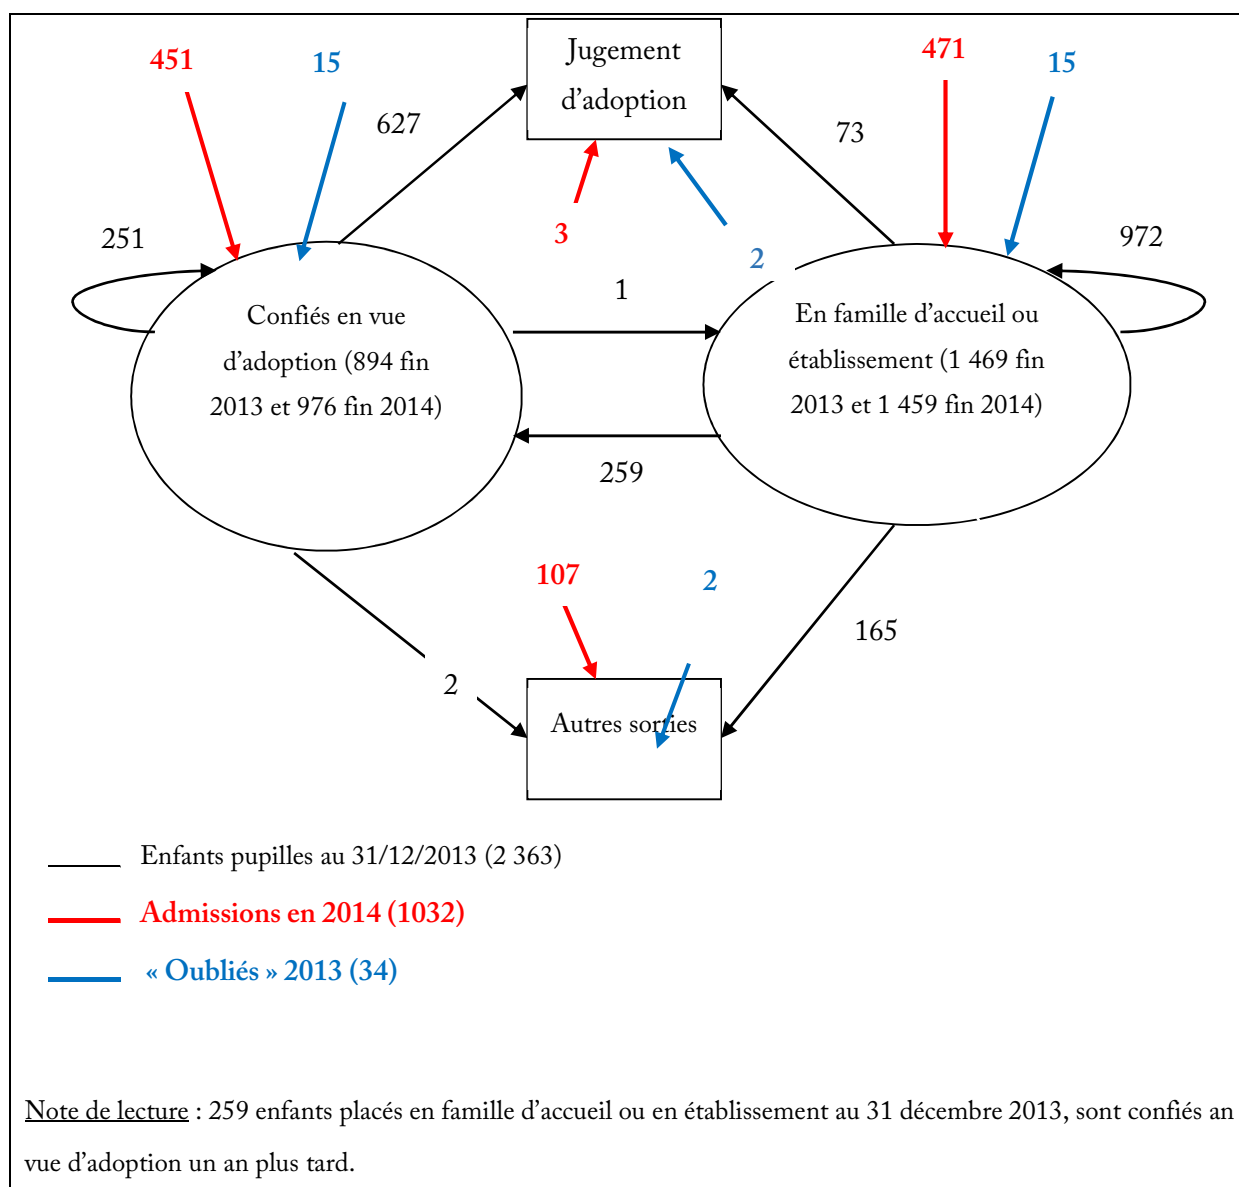 451
15
Jugement
d'adoption
471
15
627
73
3
2
251
972
1
Confiés en vue
d'adoption (894 fin
2013 et 976 fin 2014)
En famille d'accueil ou
établissement (1 469 fin
2013 et 1 459 fin 2014)
259
107
2
165
2
Autres sorties
Enfants pupilles au 31/12/2013 (2 363)
Admissions en 2014 (1032)
« Oubliés » 2013 (34)
Note de lecture : 259 enfants placés en famille d'accueil ou en établissement au 31 décembre 2013, sont confiés an
vue d'adoption un an plus tard.